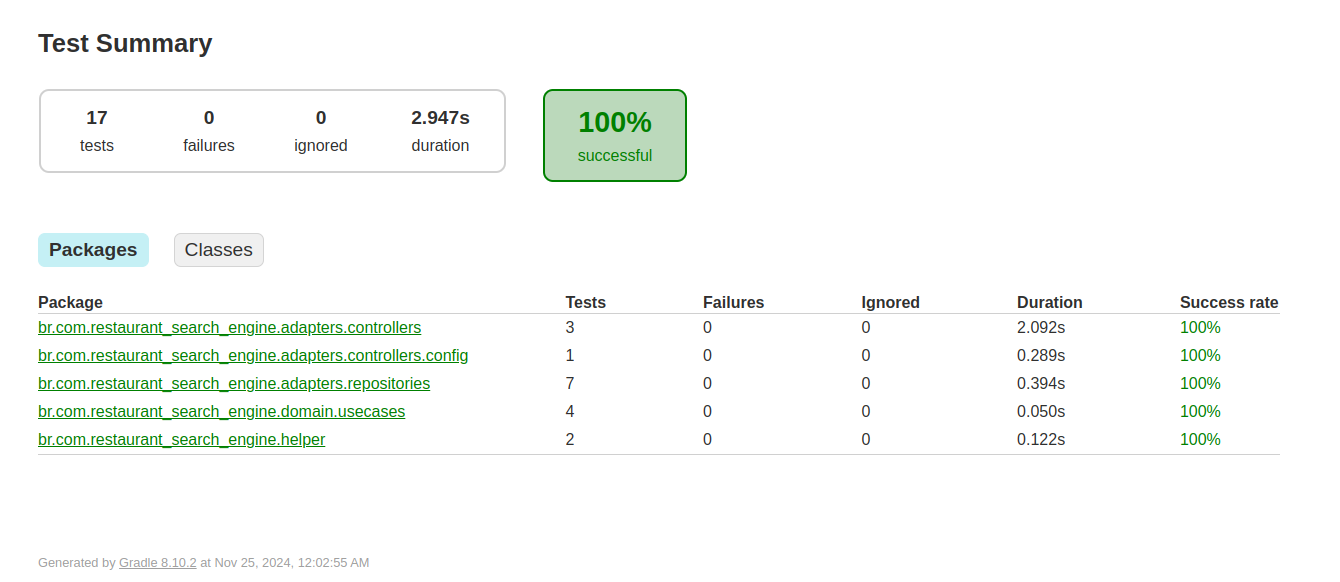 Test Summary
17 0 0 2.947s
tests failures ignored duration
100%
successful
Packages Classes
Package Tests Failures Ignored Duration Success rate
br.com.restaurant_search_engine.adapters.controllers 3 0 0 2.092s 100%
br.com.restaurant_search_engine.adapters.controllers.config 1 0 0 0.289s 100%
br.com.restaurant_search_engine.adapters.repositories 7 0 0 0.394s 100%
br.com.restaurant_search_engine.domain.usecases 4 0 0 0.050s 100%
br.com.restaurant_search_engine.helper 2 0 0 0.122s 100%
Generated by Gradle 8.10.2 at Nov 25, 2024, 12:02:55 AM